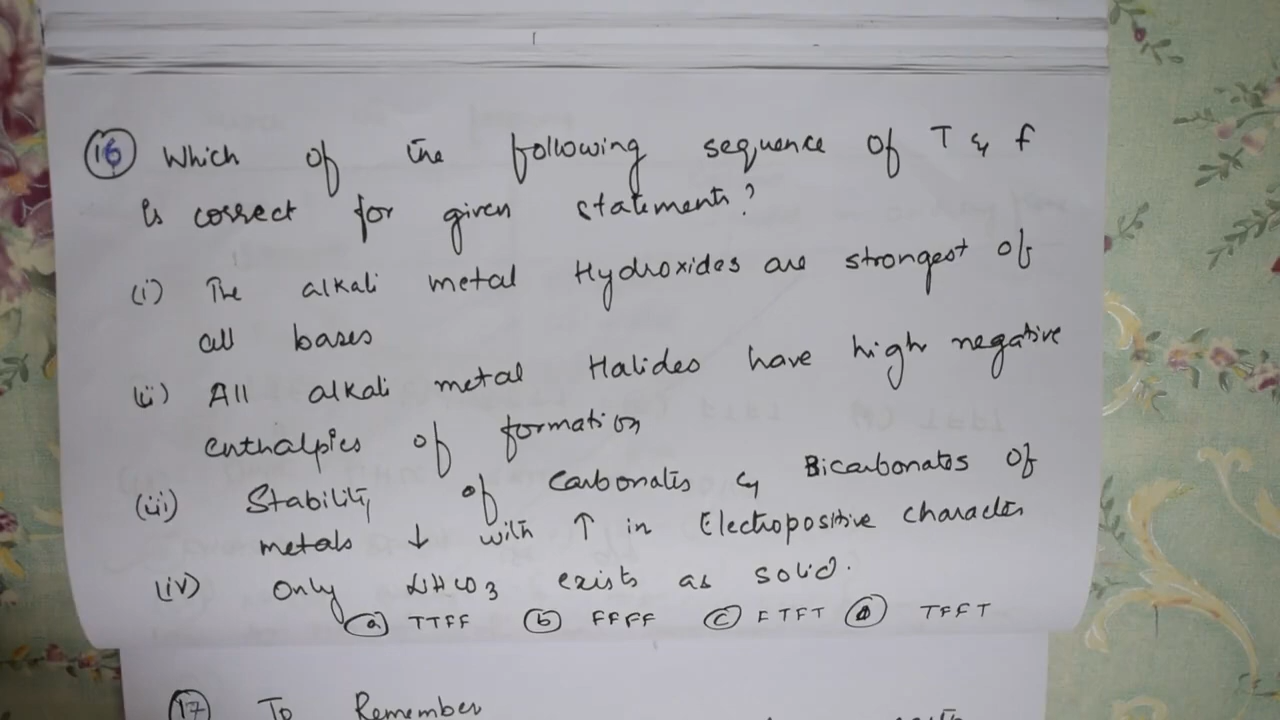 16 Which of the following sequence of T & f
Is correct for given statements?
(i) The alkali metal Hydroxides are strongest of
all bases
(ii) All alkali metal Halides have high negative
enthalpies of formation
(iii) Stability of Carbonates & Bicarbonates of
metals ↓ with ↑ in Electropositive character
(iv) Only LiHCO3 exists as solid.
(a) TTFF (b) FFFF (c) FTFT (d) TFFT
17 To Remember